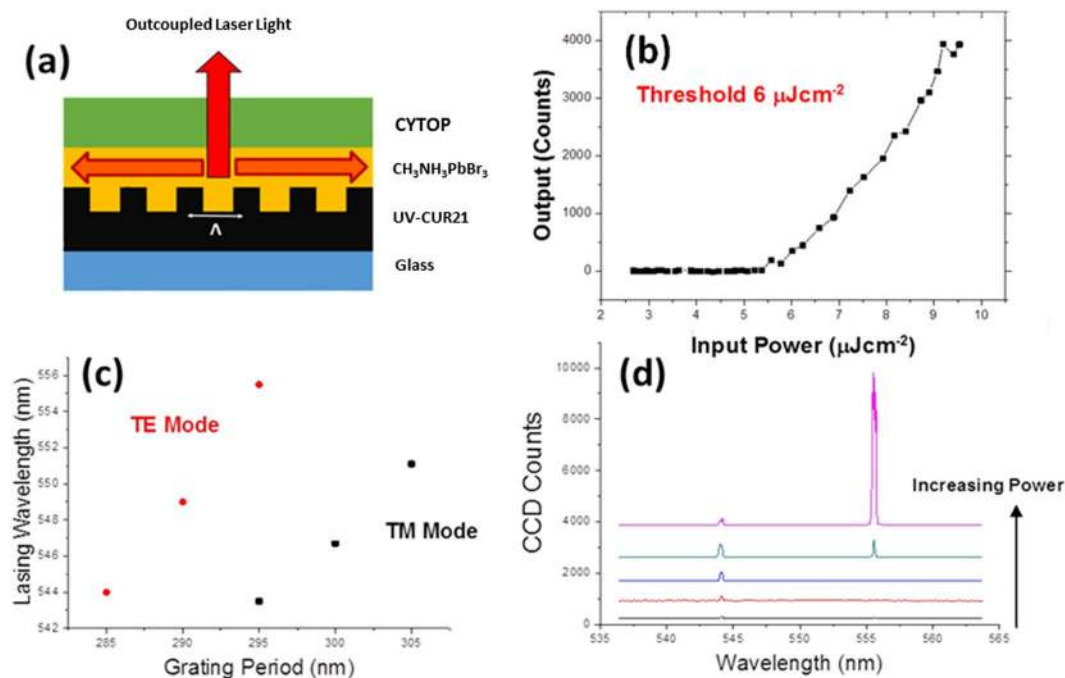 Outcoupled Laser Light
(a)
CYTOP
CH₃NH₃PbBr₃
UV-CUR21
Glass
Λ
(b)
Threshold 6 μJcm⁻²
Output (Counts)
4000
3000
2000
1000
0
2 3 4 5 6 7 8 9 10
Input Power (μJcm⁻²)
(c)
TE Mode
TM Mode
Lasing Wavelength (nm)
556
554
551
550
548
546
544
542
285 290 295 300 305
Grating Period (nm)
(d)
CCD Counts
10000
8000
6000
4000
2000
0
535 540 545 550 555 560 565
Wavelength (nm)
Increasing Power